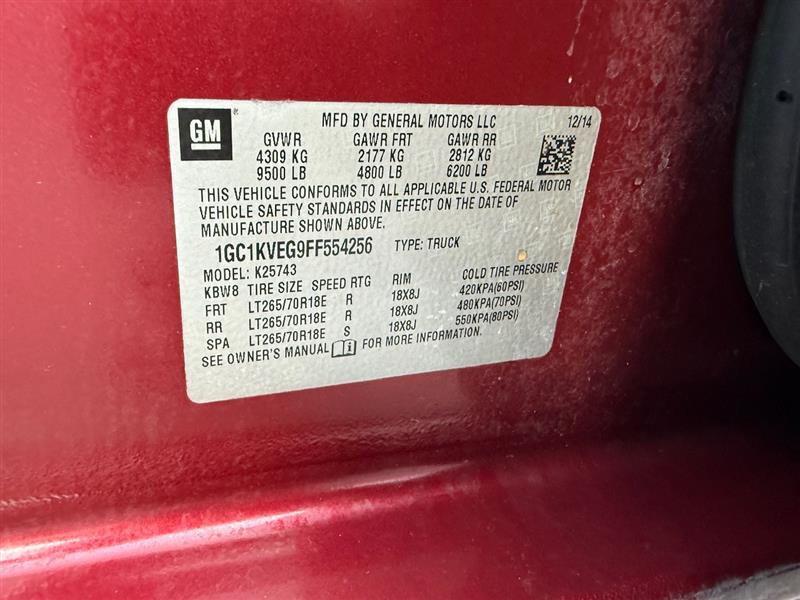 GM
MFD BY GENERAL MOTORS LLC 12/14
GVWR GAWR FRT GAWR RR
4309 KG 2177 KG 2812 KG
9500 LB 4800 LB 6200 LB
THIS VEHICLE CONFORMS TO ALL APPLICABLE U.S. FEDERAL MOTOR
VEHICLE SAFETY STANDARDS IN EFFECT ON THE DATE OF
MANUFACTURE SHOWN ABOVE.
1GC1KVEG9FF554256 TYPE: TRUCK
MODEL: K25743
KBW8 TIRE SIZE SPEED RTG RIM COLD TIRE PRESSURE
FRT LT265/70R18E R 18X8J 420KPA(60PSI)
RR LT265/70R18E R 18X8J 480KPA(70PSI)
SPA LT265/70R18E S 18X8J 550KPA(80PSI)
SEE OWNER'S MANUAL FOR MORE INFORMATION.